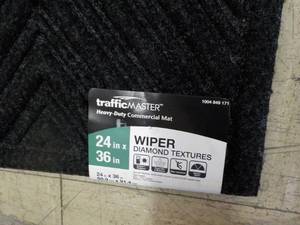 trafficMASTER
1004 849 171
Heavy-Duty Commercial Mat
24 in x
36 in
WIPER
DIAMOND TEXTURES
24 in x 36 in